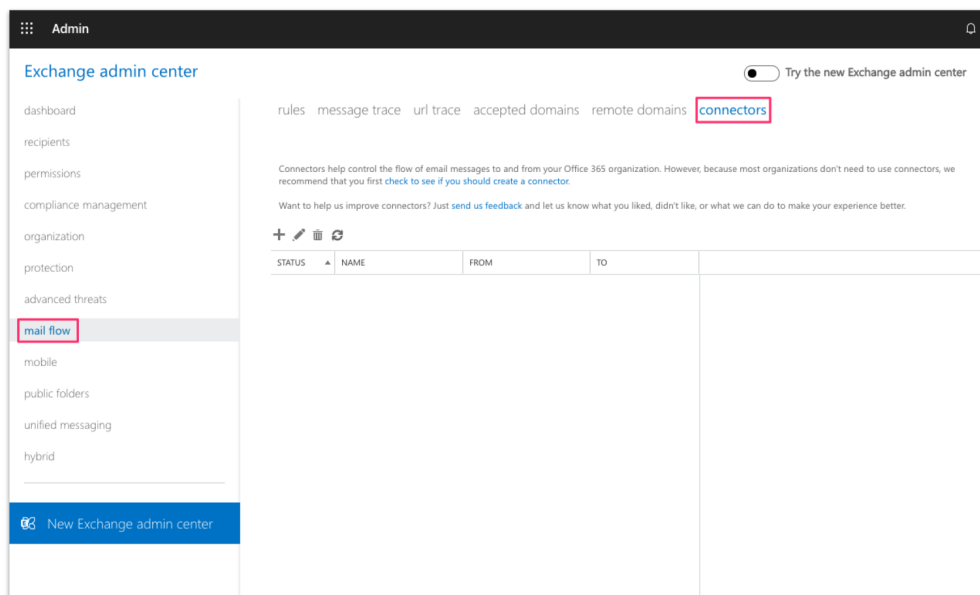 Admin
Exchange admin center
Try the new Exchange admin center
dashboard
recipients
permissions
compliance management
organization
protection
advanced threats
mail flow
mobile
public folders
unified messaging
hybrid
New Exchange admin center
rules message trace url trace accepted domains remote domains connectors
Connectors help control the flow of email messages to and from your Office 365 organization. However, because most organizations don't need to use connectors, we
recommend that you first check to see if you should create a connector.
Want to help us improve connectors? Just send us feedback and let us know what you liked, didn't like, or what we can do to make your experience better.
STATUS NAME FROM TO